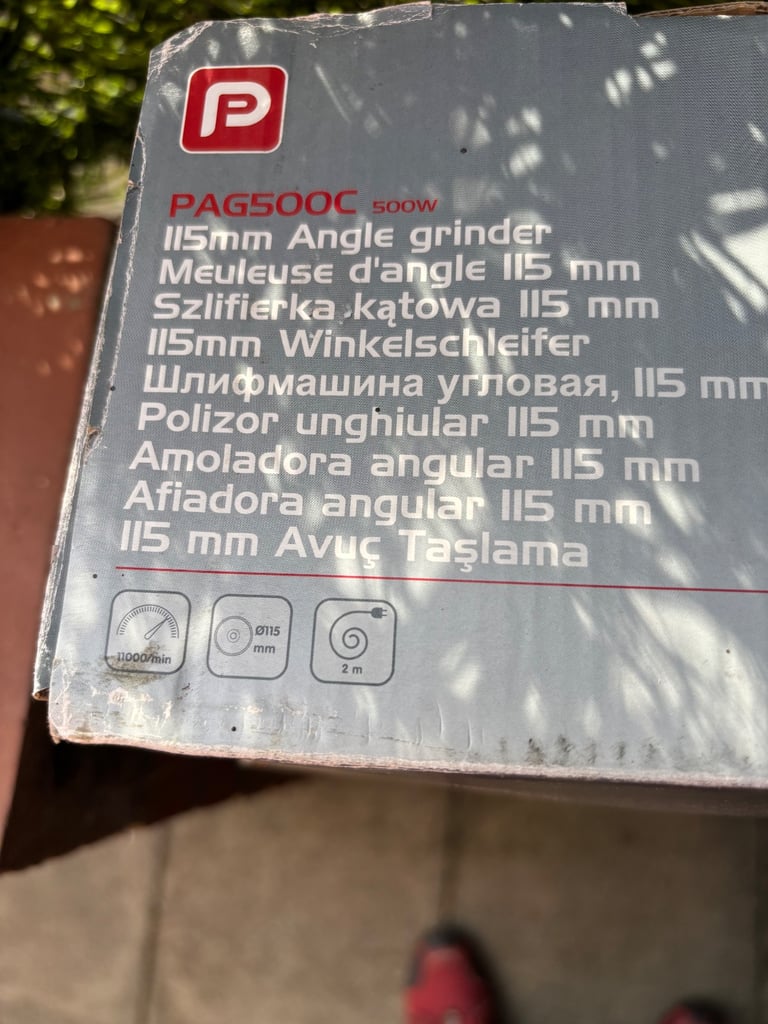 P
PAG500C 500W
115mm Angle grinder
Meuleuse d'angle 115 mm
Szlifierka kątowa 115 mm
115mm Winkelschleifer
Шлифмашина угловая, 115 mm
Polizor unghiular 115 mm
Amoladora angular 115 mm
Afiadora angular 115 mm
115 mm Avuç Taşlama
11000/min
Ø115
mm
2 m